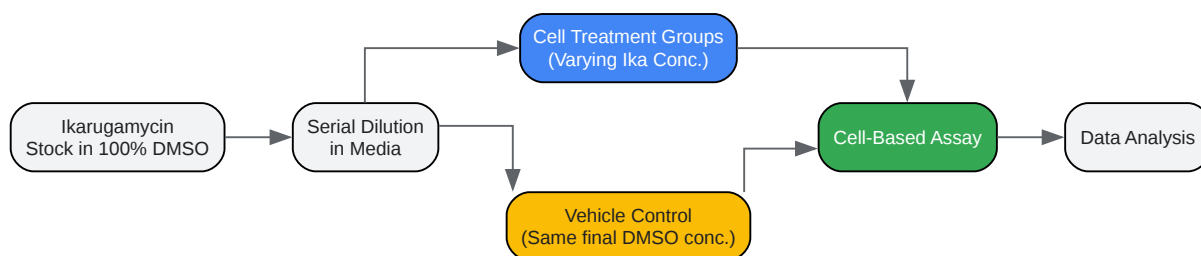 Ikarugamycin
Stock in 100% DMSO
Serial Dilution
in Media
Cell Treatment Groups
(Varying Ika Conc.)
Vehicle Control
(Same final DMSO conc.)
Cell-Based Assay
Data Analysis